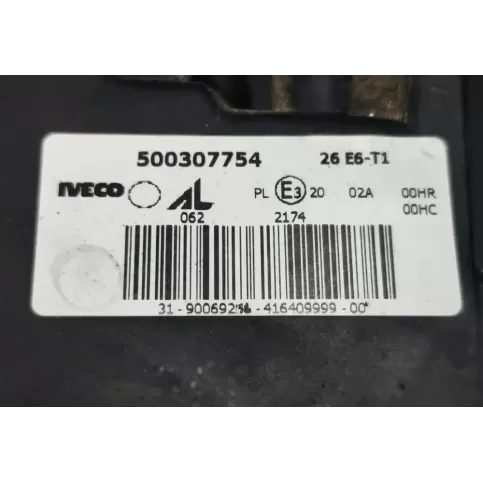 500307754 26 E6-T1
IVECO AL PL E3 20 02A 00HR
062 2174 00HC
31-900692 -416409999-00